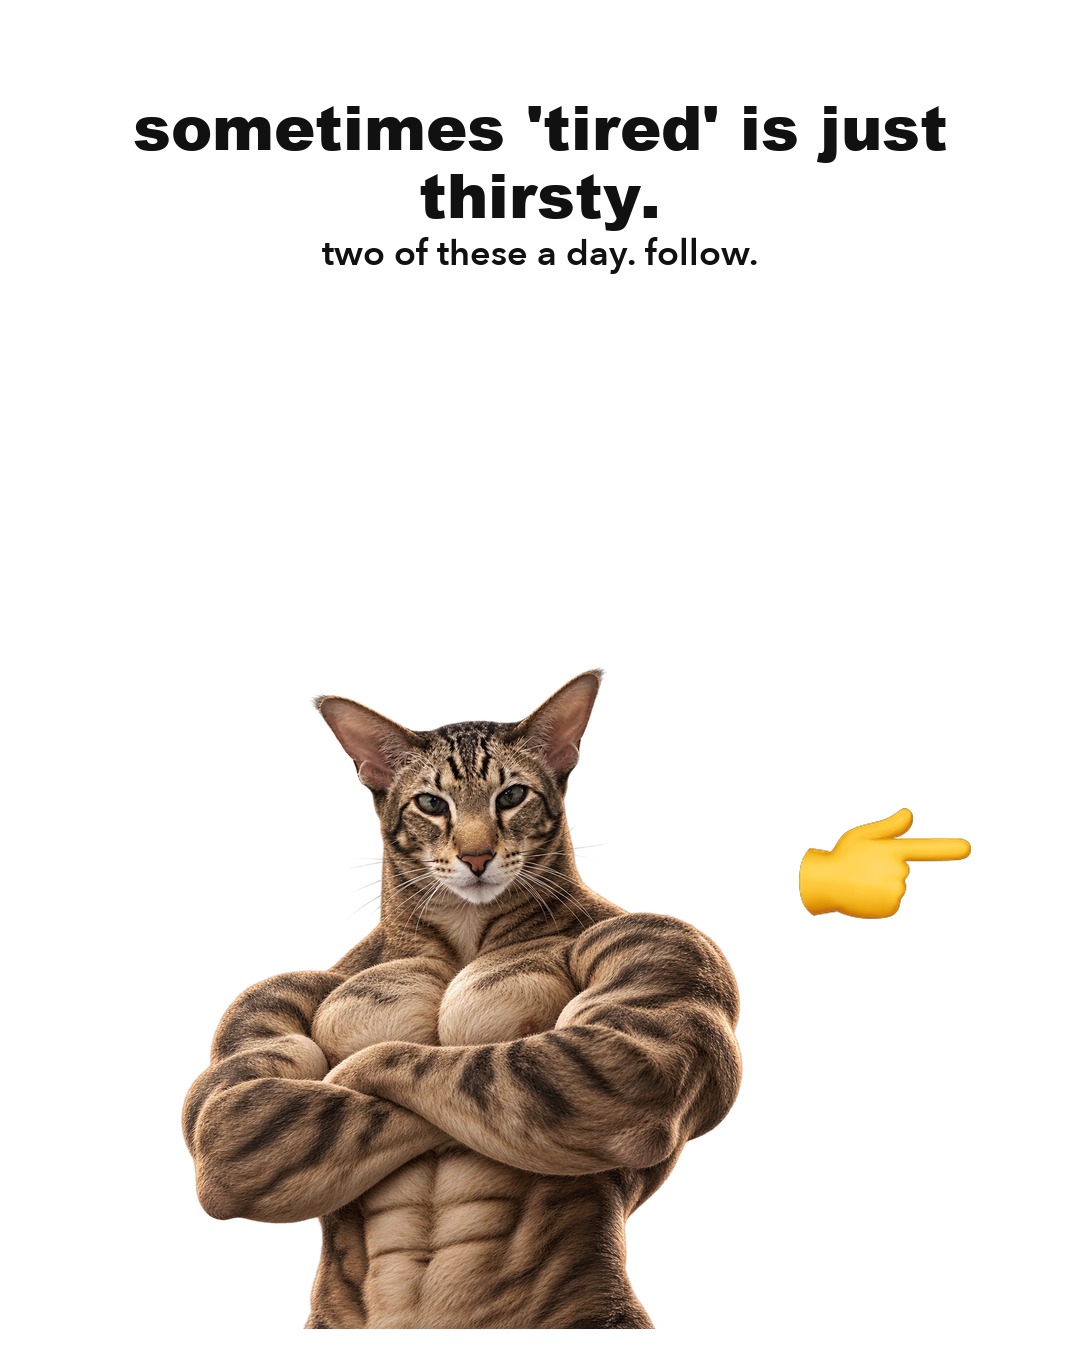 sometimes 'tired' is just
thirsty.
two of these a day. follow.